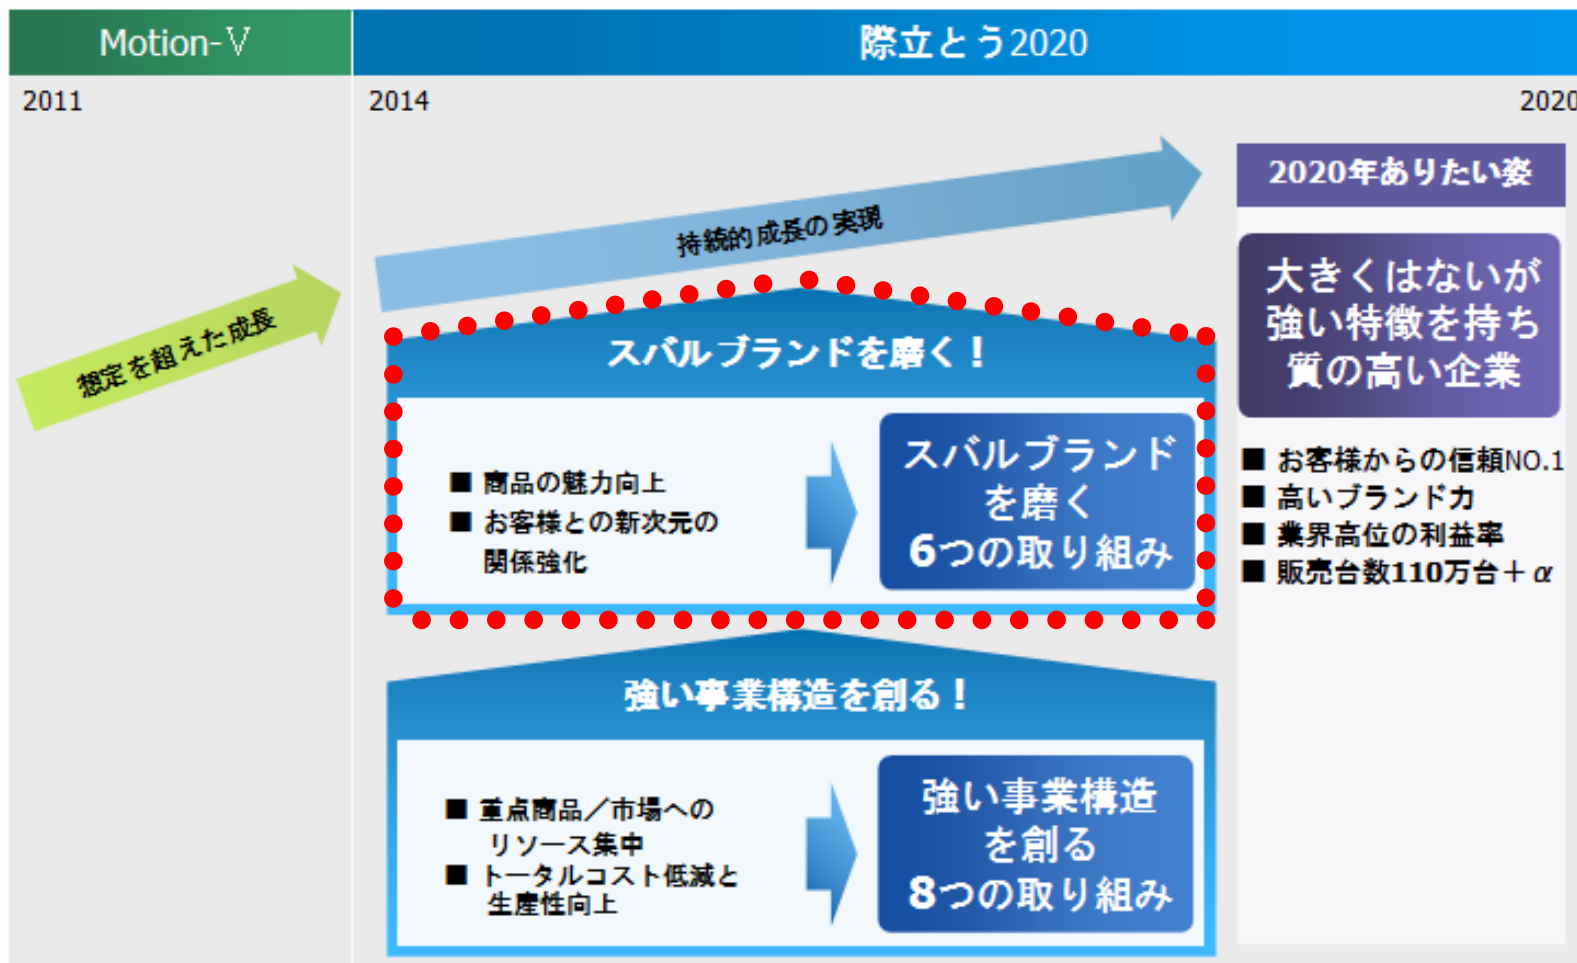 Motion-Ⅴ
際立とう2020
2011
2014
2020
想定を超えた成長
持続的成長の実現
スバルブランドを磨く！
■ 商品の魅力向上
■ お客様との新次元の
関係強化
スバルブランド
を磨く
6つの取り組み
強い事業構造を創る！
■ 重点商品／市場への
リソース集中
■ トータルコスト低減と
生産性向上
強い事業構造
を創る
8つの取り組み
2020年ありたい姿
大きくはないが
強い特徴を持ち
質の高い企業
■ お客様からの信頼NO.1
■ 高いブランド力
■ 業界高位の利益率
■ 販売台数110万台＋α